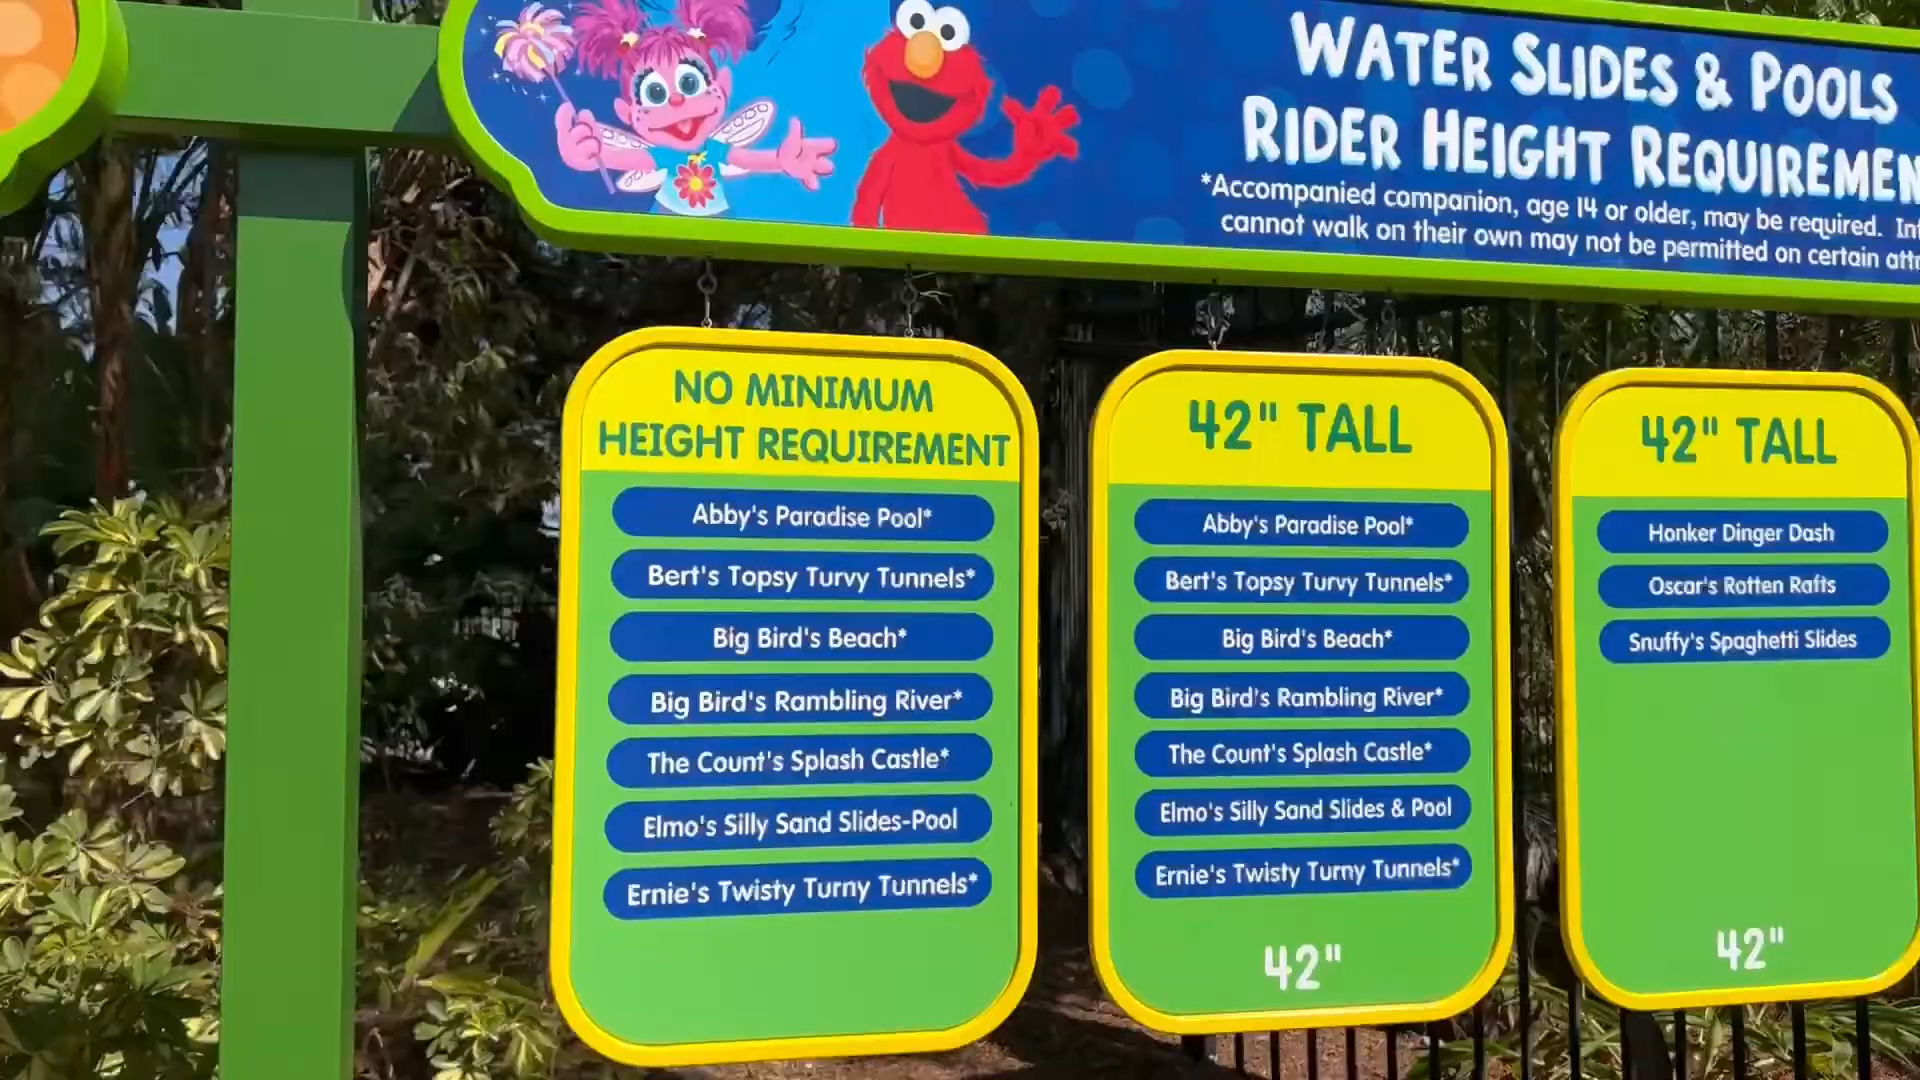 WATER SLIDES & POOLS
RIDER HEIGHT
*Accompanied companion, age 14 or older, may be required.
cannot walk on their own may not be permitted on certain
NO MINIMUM
HEIGHT REQUIREMENT
Abby's Paradise Pool*
Bert's Topsy Turvy Tunnels*
Big Bird's Beach*
Big Bird's Rambling River*
The Count's Splash Castle*
Elmo's Silly Sand Slides-Pool
Ernie's Twisty Turny Tunnels*
42" TALL
Abby's Paradise Pool*
Bert's Topsy Turvy Tunnels*
Big Bird's Beach*
Big Bird's Rambling River*
The Count's Splash Castle*
Elmo's Silly Sand Slides & Pool
Ernie's Twisty Turny Tunnels*
42"
42" TALL
Honker Dinger Dash
Oscar's Rotten Rafts
Snuffy's Spaghetti Slides
42"